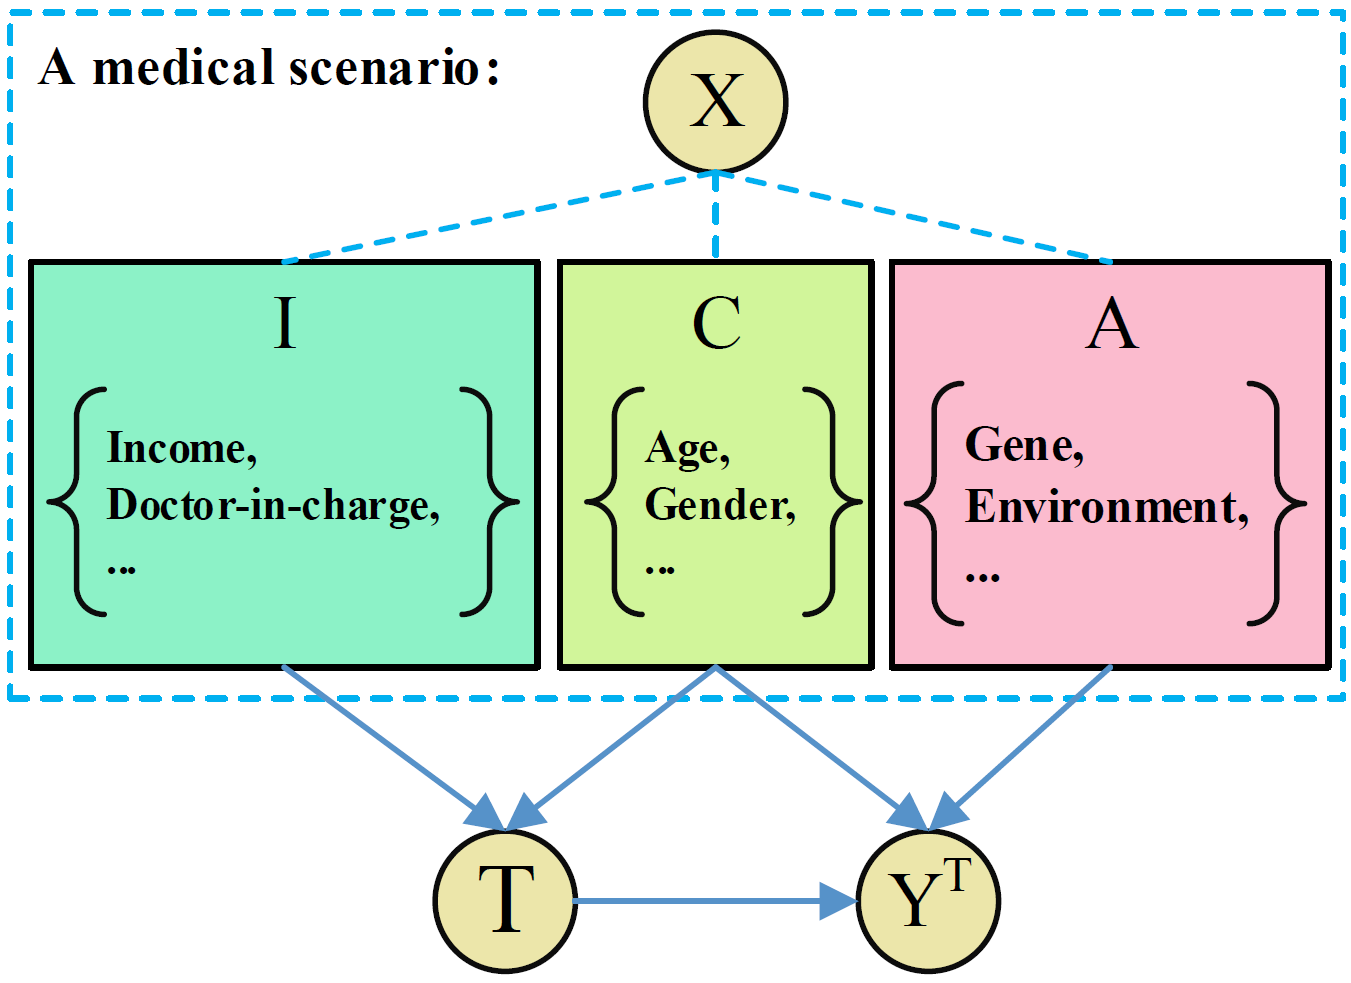 A medical scenario:
X
I
Income,
Doctor-in-charge,
...
C
Age,
Gender,
...
A
Gene,
Environment,
...
T
Y^T